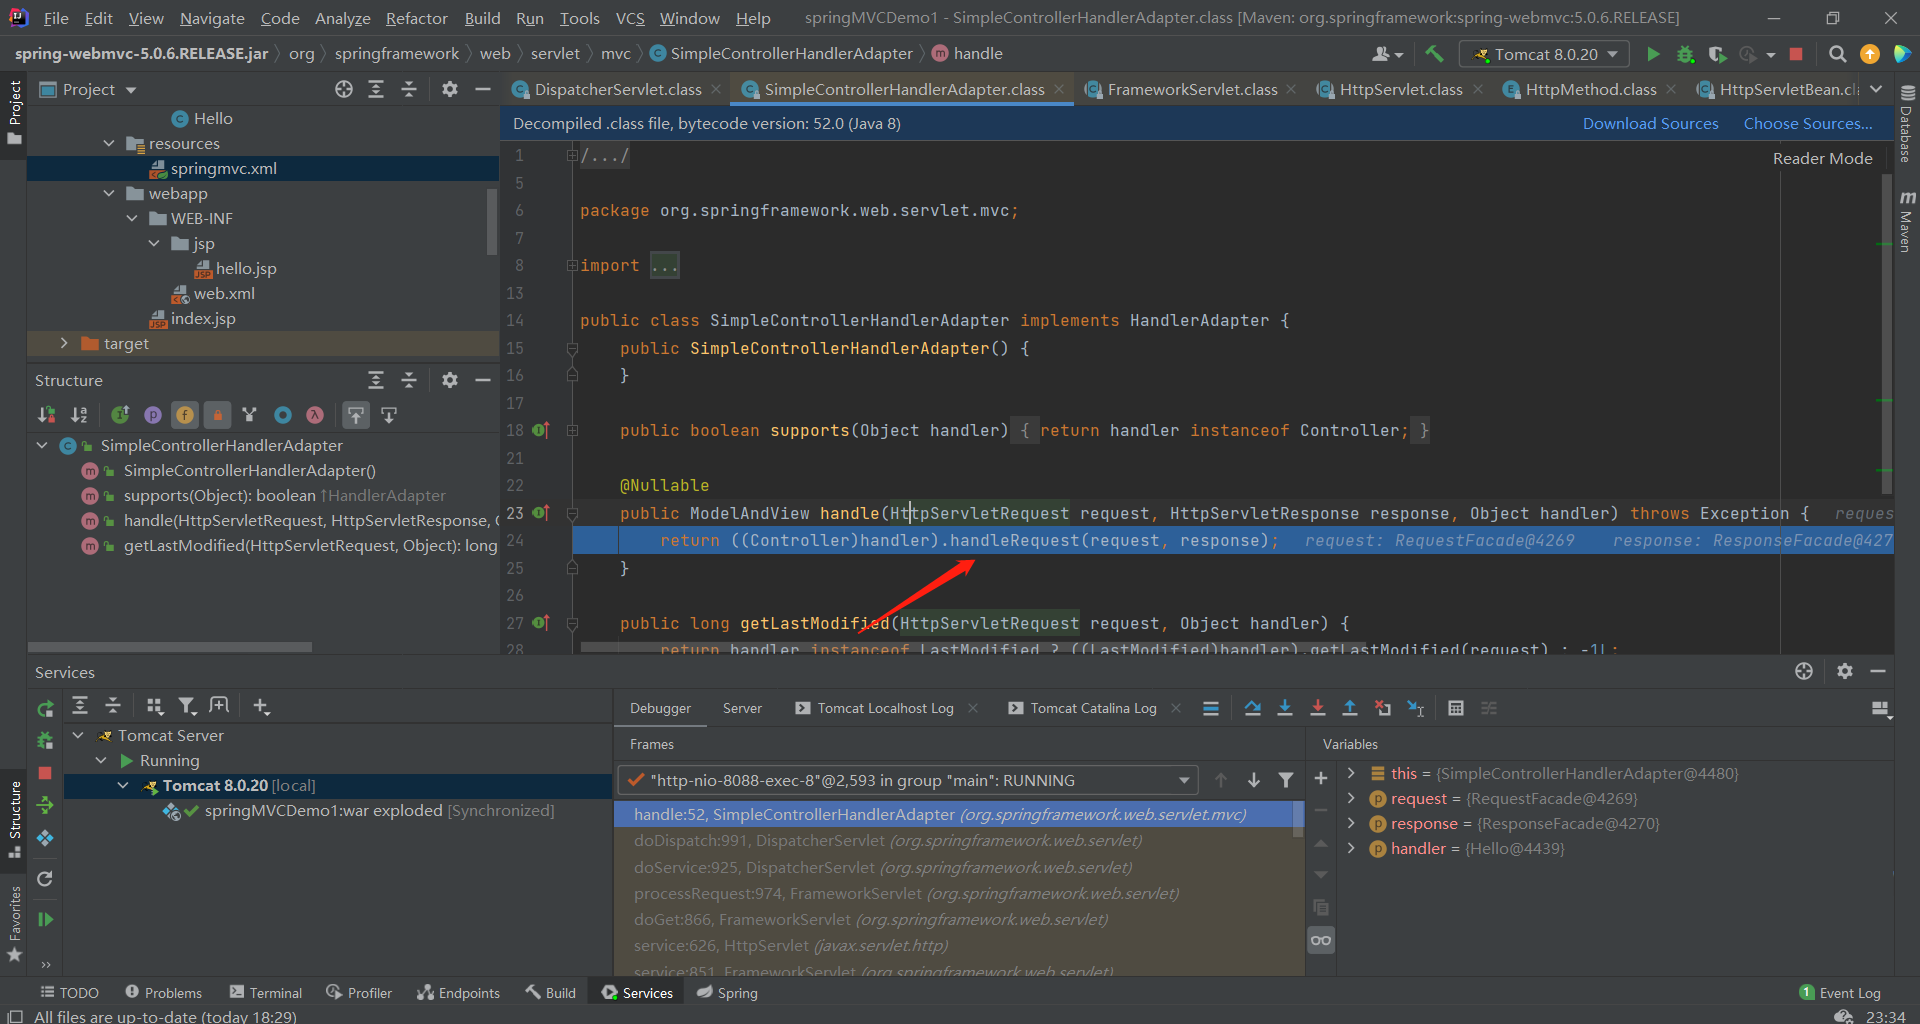 File Edit View Navigate Code Analyze Refactor Build Run Tools VCS Window Help springMVCDemo1 - SimpleControllerHandlerAdapter.class [Maven: org.springframework:spring-webmvc:5.0.6.RELEASE]
spring-webmvc-5.0.6.RELEASE.jar org springframework web servlet mvc SimpleControllerHandlerAdapter handle Tomcat 8.0.20
Project
DispatcherServlet.class SimpleControllerHandlerAdapter.class FrameworkServlet.class HttpServlet.class HttpMethod.class HttpServletBean.cl
Decompiled .class file, bytecode version: 52.0 (Java 8) Download Sources Choose Sources...
Reader Mode
Project
Database
Maven
Hello
resources
springmvc.xml
webapp
WEB-INF
jsp
hello.jsp
web.xml
index.jsp
target
Structure
SimpleControllerHandlerAdapter
SimpleControllerHandlerAdapter()
supports(Object): boolean ↑HandlerAdapter
handle(HttpServletRequest, HttpServletResponse, O
getLastModified(HttpServletRequest, Object): long
1 /.../
5
6 package org.springframework.web.servlet.mvc;
7
8 import ...
13
14 public class SimpleControllerHandlerAdapter implements HandlerAdapter {
15 public SimpleControllerHandlerAdapter() {
16 }
17
18 public boolean supports(Object handler) { return handler instanceof Controller; }
21
22 @Nullable
23 public ModelAndView handle(HttpServletRequest request, HttpServletResponse response, Object handler) throws Exception { reques
24 return ((Controller)handler).handleRequest(request, response); request: RequestFacade@4269 response: ResponseFacade@427
25 }
26
27 public long getLastModified(HttpServletRequest request, Object handler) {
28 return handler instanceof LastModified ? ((LastModified)handler).getLastModified(request) : -1L;
Services
Tomcat Server
Running
Tomcat 8.0.20 [local]
springMVCDemo1:war exploded [Synchronized]
Structure
Favorites
Debugger Server Tomcat Localhost Log Tomcat Catalina Log
Frames
"http-nio-8088-exec-8"@2,593 in group "main": RUNNING
handle:52, SimpleControllerHandlerAdapter (org.springframework.web.servlet.mvc)
doDispatch:991, DispatcherServlet (org.springframework.web.servlet)
doService:925, DispatcherServlet (org.springframework.web.servlet)
processRequest:974, FrameworkServlet (org.springframework.web.servlet)
doGet:866, FrameworkServlet (org.springframework.web.servlet)
service:626, HttpServlet (javax.servlet.http)
service:851, FrameworkServlet (org.springframework.web.servlet)
Variables
this = {SimpleControllerHandlerAdapter@4480}
request = {RequestFacade@4269}
response = {ResponseFacade@4270}
handler = {Hello@4439}
TODO Problems Terminal Profiler Endpoints Build Services Spring 1 Event Log
All files are up-to-date (today 18:29) 23:34